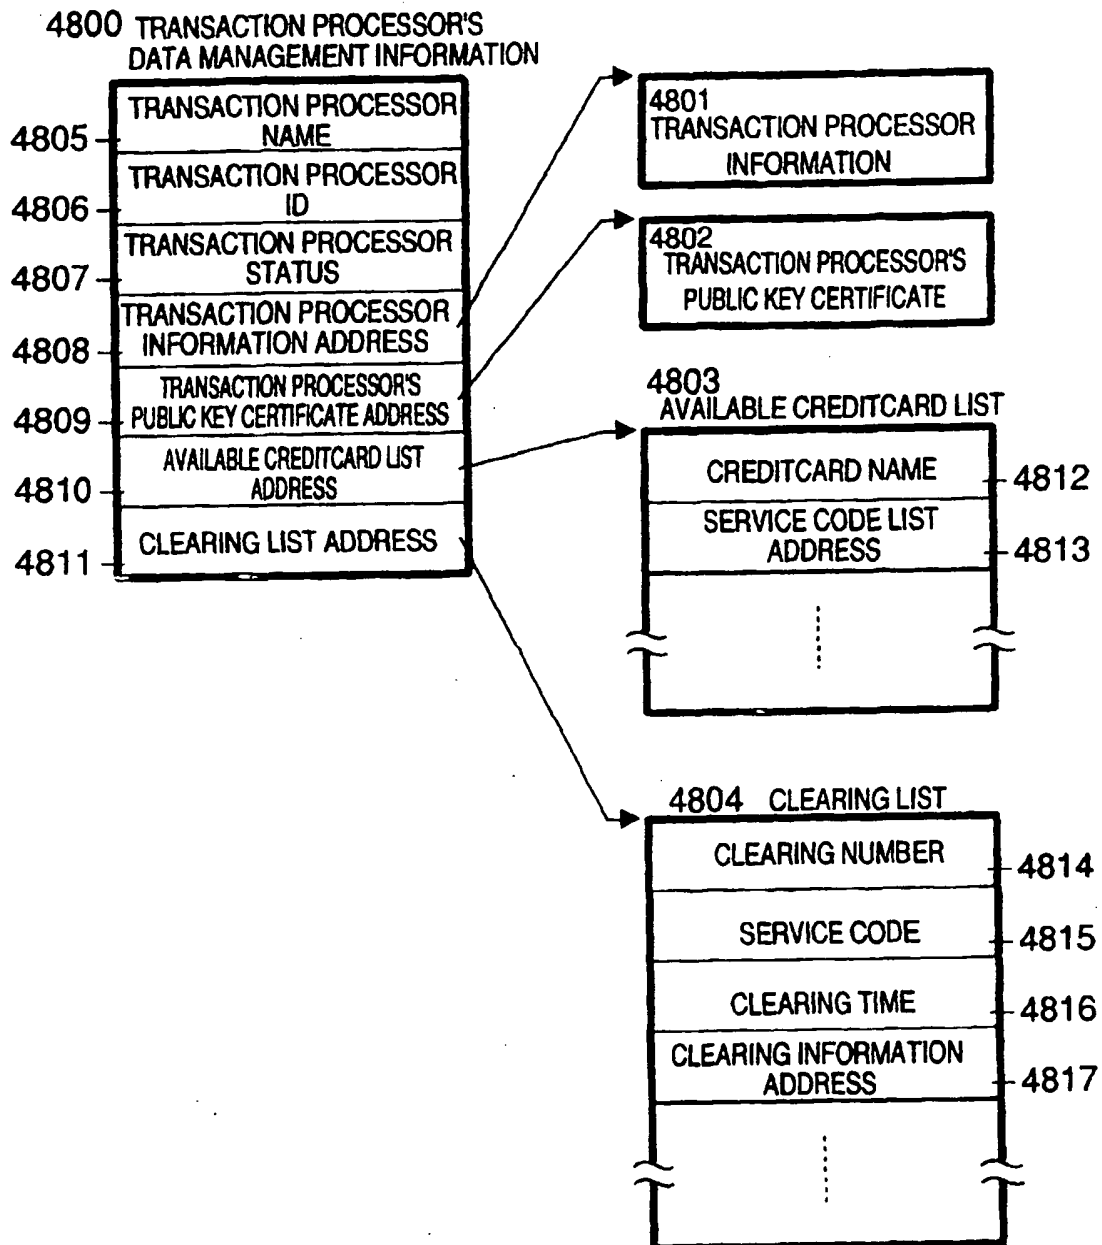 4800 TRANSACTION PROCESSOR'S
DATA MANAGEMENT INFORMATION
TRANSACTION PROCESSOR
NAME
4805
TRANSACTION PROCESSOR
ID
4806
TRANSACTION PROCESSOR
STATUS
4807
TRANSACTION PROCESSOR
INFORMATION ADDRESS
4808
TRANSACTION PROCESSOR'S
PUBLIC KEY CERTIFICATE ADDRESS
4809
AVAILABLE CREDITCARD LIST
ADDRESS
4810
CLEARING LIST ADDRESS
4811
4801
TRANSACTION PROCESSOR
INFORMATION
4802
TRANSACTION PROCESSOR'S
PUBLIC KEY CERTIFICATE
4803
AVAILABLE CREDITCARD LIST
CREDITCARD NAME
4812
SERVICE CODE LIST
ADDRESS
4813
4804 CLEARING LIST
CLEARING NUMBER
4814
SERVICE CODE
4815
CLEARING TIME
4816
CLEARING INFORMATION
ADDRESS
4817